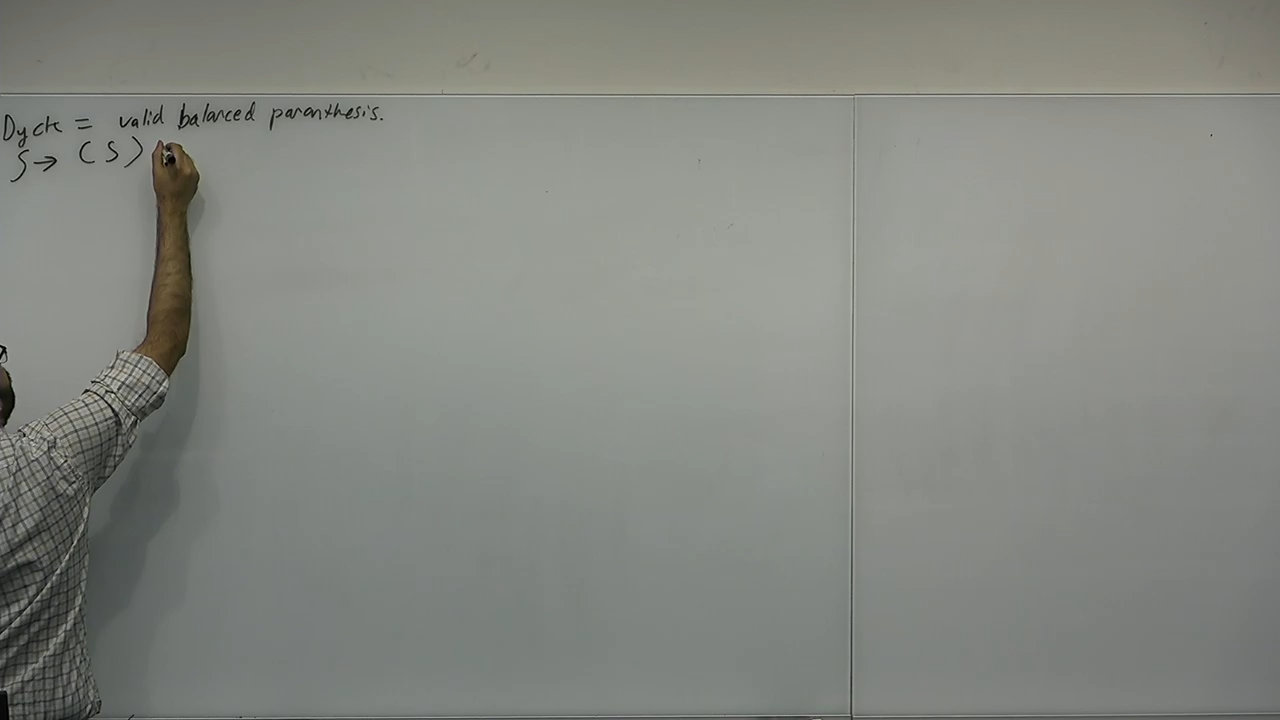 Dyck = valid balanced paranthesis.
S → ( S )